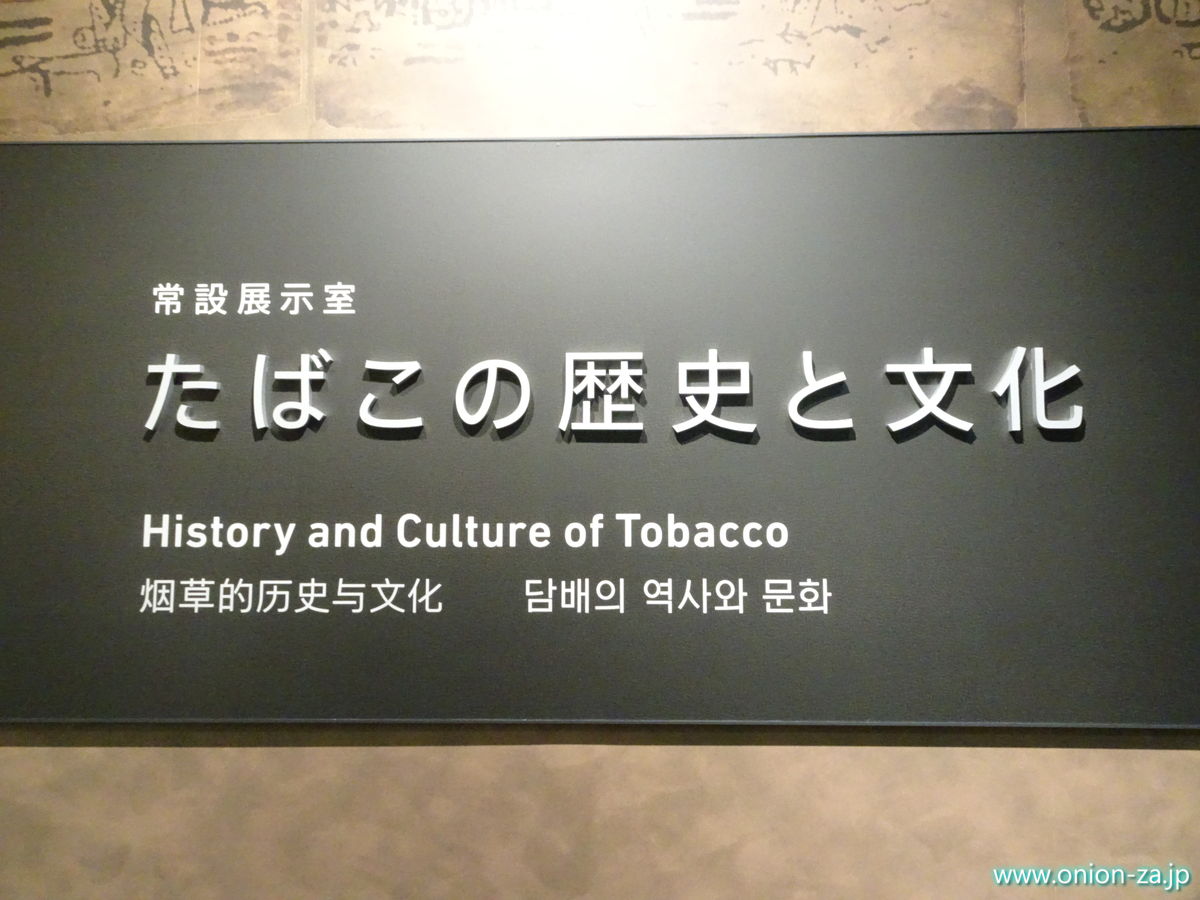 常設展示室
たばこの歴史と文化
History and Culture of Tobacco
烟草的历史与文化 담배의 역사와 문화
www.onion-za.jp